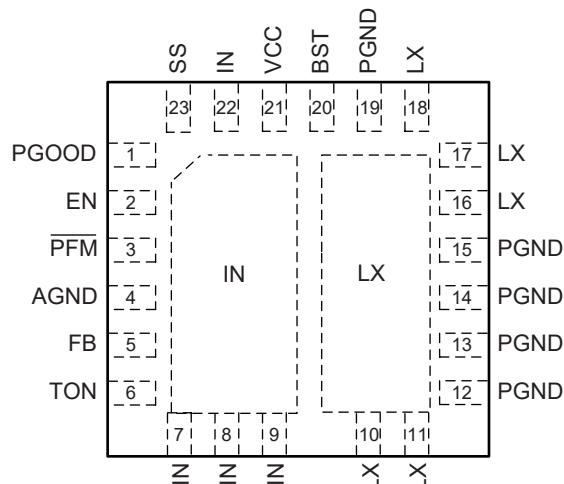 SS IN VCC BST PGND LX
23 22 21 20 19 18
PGOOD 1 17 LX
EN 2 16 LX
PFM 3 15 PGND
AGND 4 IN LX 14 PGND
FB 5 13 PGND
TON 6 12 PGND
7 8 9 10 11
IN IN IN LX LX